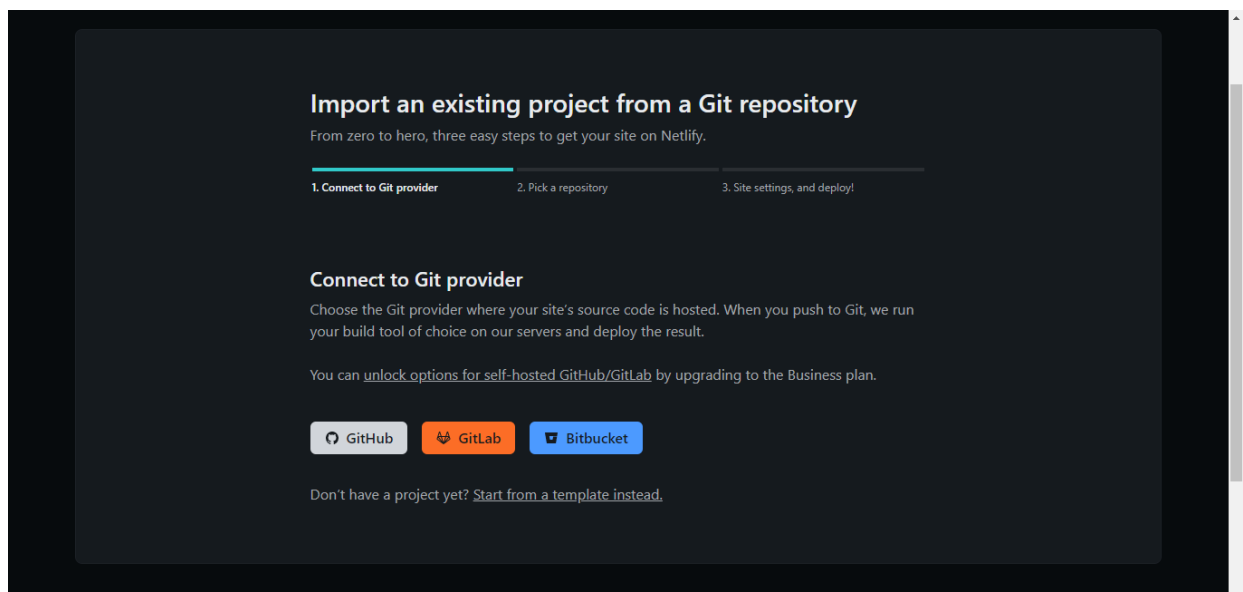 Import an existing project from a Git repository
From zero to hero, three easy steps to get your site on Netlify.
1. Connect to Git provider
2. Pick a repository
3. Site settings, and deploy!
Connect to Git provider
Choose the Git provider where your site's source code is hosted. When you push to Git, we run
your build tool of choice on our servers and deploy the result.
You can unlock options for self-hosted GitHub/GitLab by upgrading to the Business plan.
GitHub
GitLab
Bitbucket
Don't have a project yet? Start from a template instead.